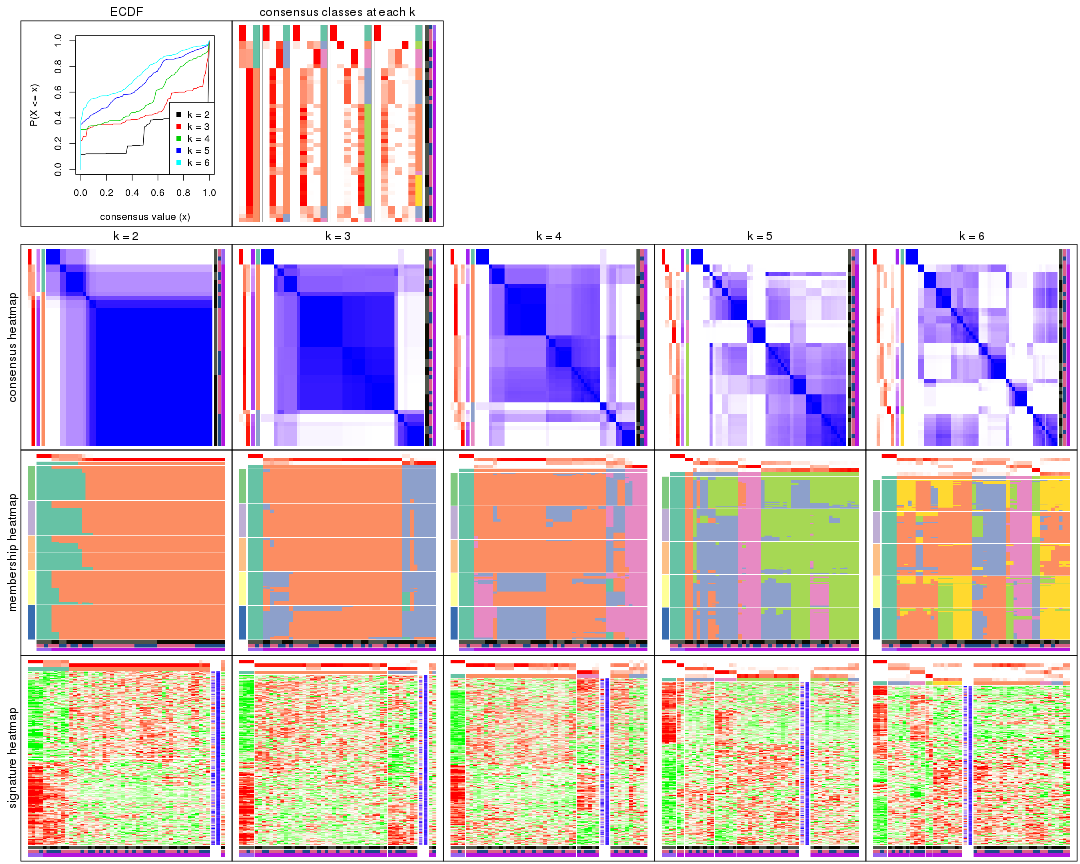 ECDF
consensus classes at each k
P(X <= x)
0.0 0.2 0.4 0.6 0.8 1.0
k = 2
k = 3
k = 4
k = 5
k = 6
0.0 0.2 0.4 0.6 0.8 1.0
consensus value (x)
k = 2
k = 3
k = 4
k = 5
k = 6
consensus heatmap
membership heatmap
signature heatmap